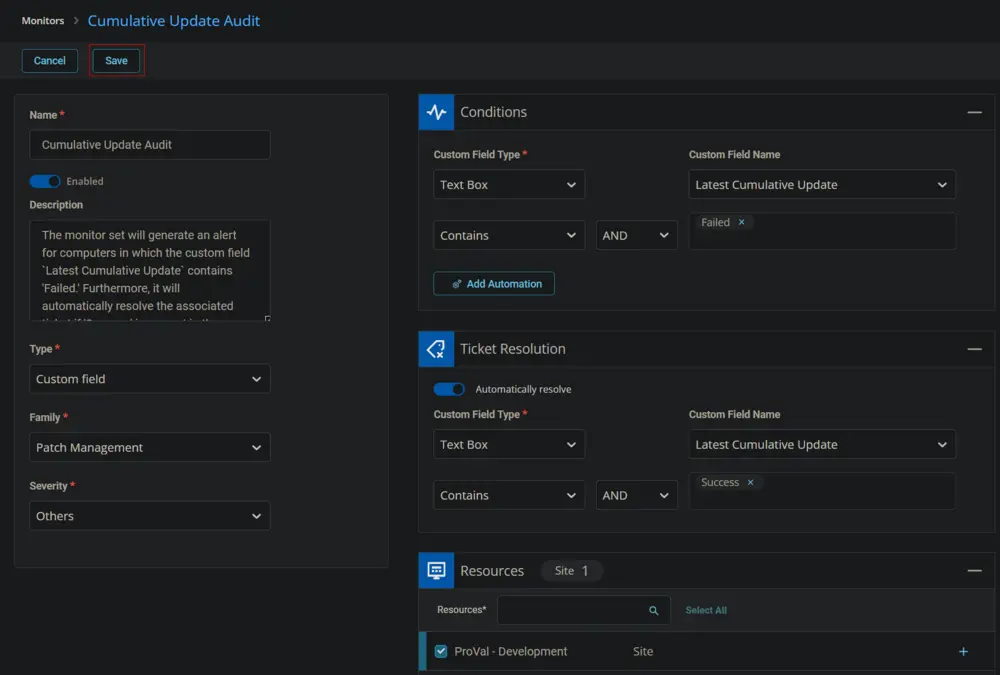 Monitors > Cumulative Update Audit
Cancel Save
Name *
Cumulative Update Audit
Enabled
Description
The monitor set will generate an alert
for computers in which the custom field
`Latest Cumulative Update` contains
'Failed.' Furthermore, it will
automatically resolve the associated
Type *
Custom field
Family *
Patch Management
Severity *
Others
Conditions
Custom Field Type * Custom Field Name
Text Box Latest Cumulative Update
Contains AND Failed ×
Add Automation
Ticket Resolution
Automatically resolve
Custom Field Type * Custom Field Name
Text Box Latest Cumulative Update
Contains AND Success ×
Resources Site 1
Resources* Select All
ProVal - Development Site +